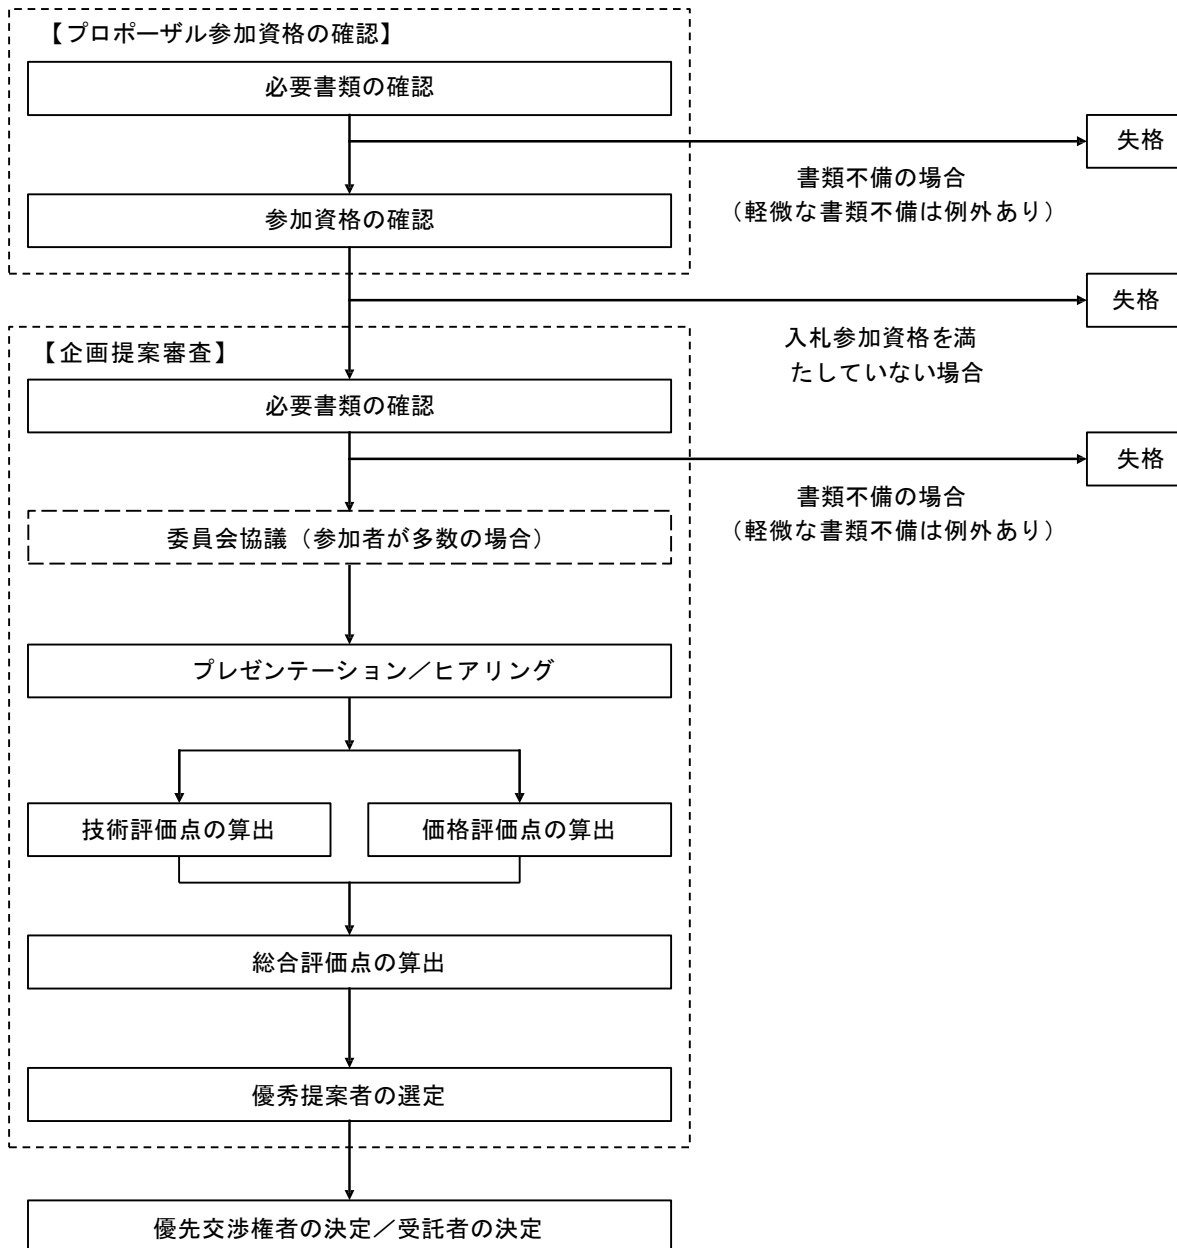 【プロポーザル参加資格の確認】
必要書類の確認
失格
書類不備の場合
（軽微な書類不備は例外あり）
参加資格の確認
失格
入札参加資格を満
たしていない場合
【企画提案審査】
必要書類の確認
失格
書類不備の場合
（軽微な書類不備は例外あり）
委員会協議（参加者が多数の場合）
プレゼンテーション／ヒアリング
技術評価点の算出
価格評価点の算出
総合評価点の算出
優秀提案者の選定
優先交渉権者の決定／受託者の決定